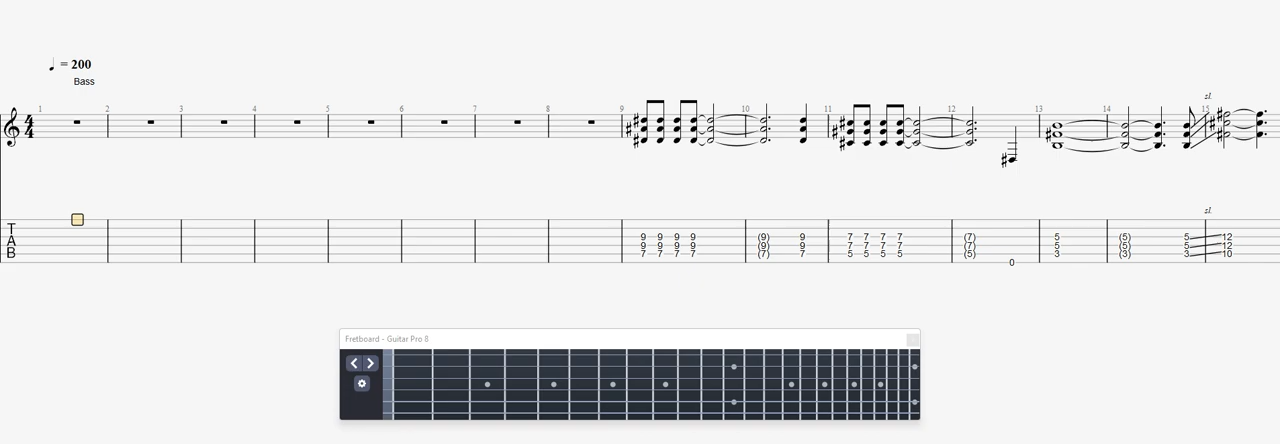 ♩ = 200
Bass
sl.
1 2 3 4 5 6 7 8 9 10 11 12 13 14 15
4
4
sl.
T
A
B
9 9 9 9 (9) 9 7 7 7 7 (7) 5 (5) 5 12
9 9 9 9 (9) 9 7 7 7 7 (7) 5 (5) 5 12
7 7 7 7 (7) 7 5 5 5 5 (5) 3 (3) 3 10
0
Fretboard - Guitar Pro 8